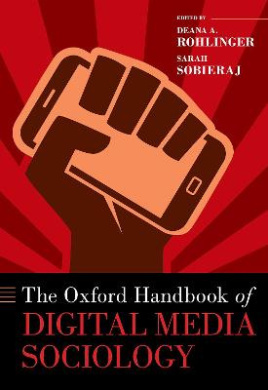 EDITED BY
DEANA A.
ROHLINGER
SARAH
SOBIERAJ
The Oxford Handbook of
DIGITAL MEDIA
SOCIOLOGY